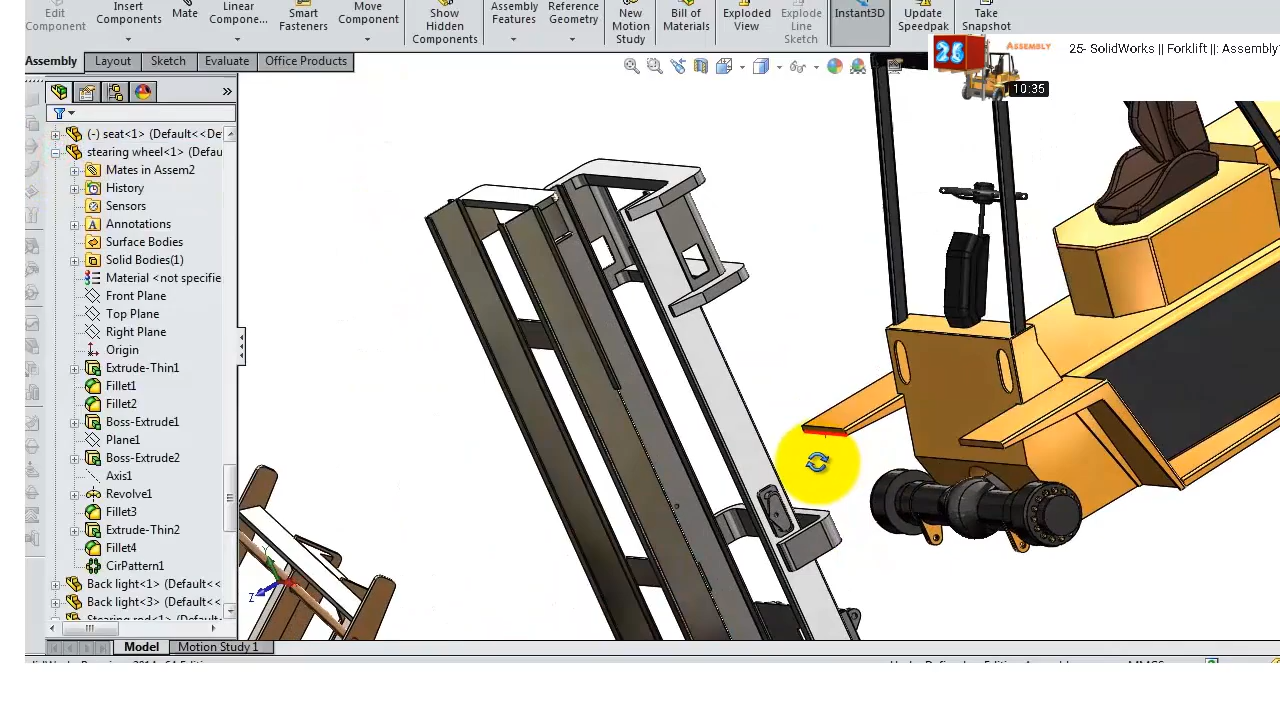 Edit Component
Insert Components
Mate
Linear Compone...
Smart Fasteners
Move Component
Show Hidden Components
Assembly Features
Reference Geometry
New Motion Study
Bill of Materials
Exploded View
Explode Line Sketch
Instant3D
Update Speedpak
Take Snapshot
25
ASSEMBLY
25- SolidWorks || Forklift ||: Assembly
10:35
Assembly
Layout
Sketch
Evaluate
Office Products
»
(-) seat<1> (Default<<De
stearing wheel<1> (Defau
Mates in Assem2
History
Sensors
A Annotations
Surface Bodies
Solid Bodies(1)
Material <not specifie
Front Plane
Top Plane
Right Plane
Origin
Extrude-Thin1
Fillet1
Fillet2
Boss-Extrude1
Plane1
Boss-Extrude2
Axis1
Revolve1
Fillet3
Extrude-Thin2
Fillet4
CirPattern1
Back light<1> (Default<<
Back light<3> (Default<<
Y
Z
Model
Motion Study 1